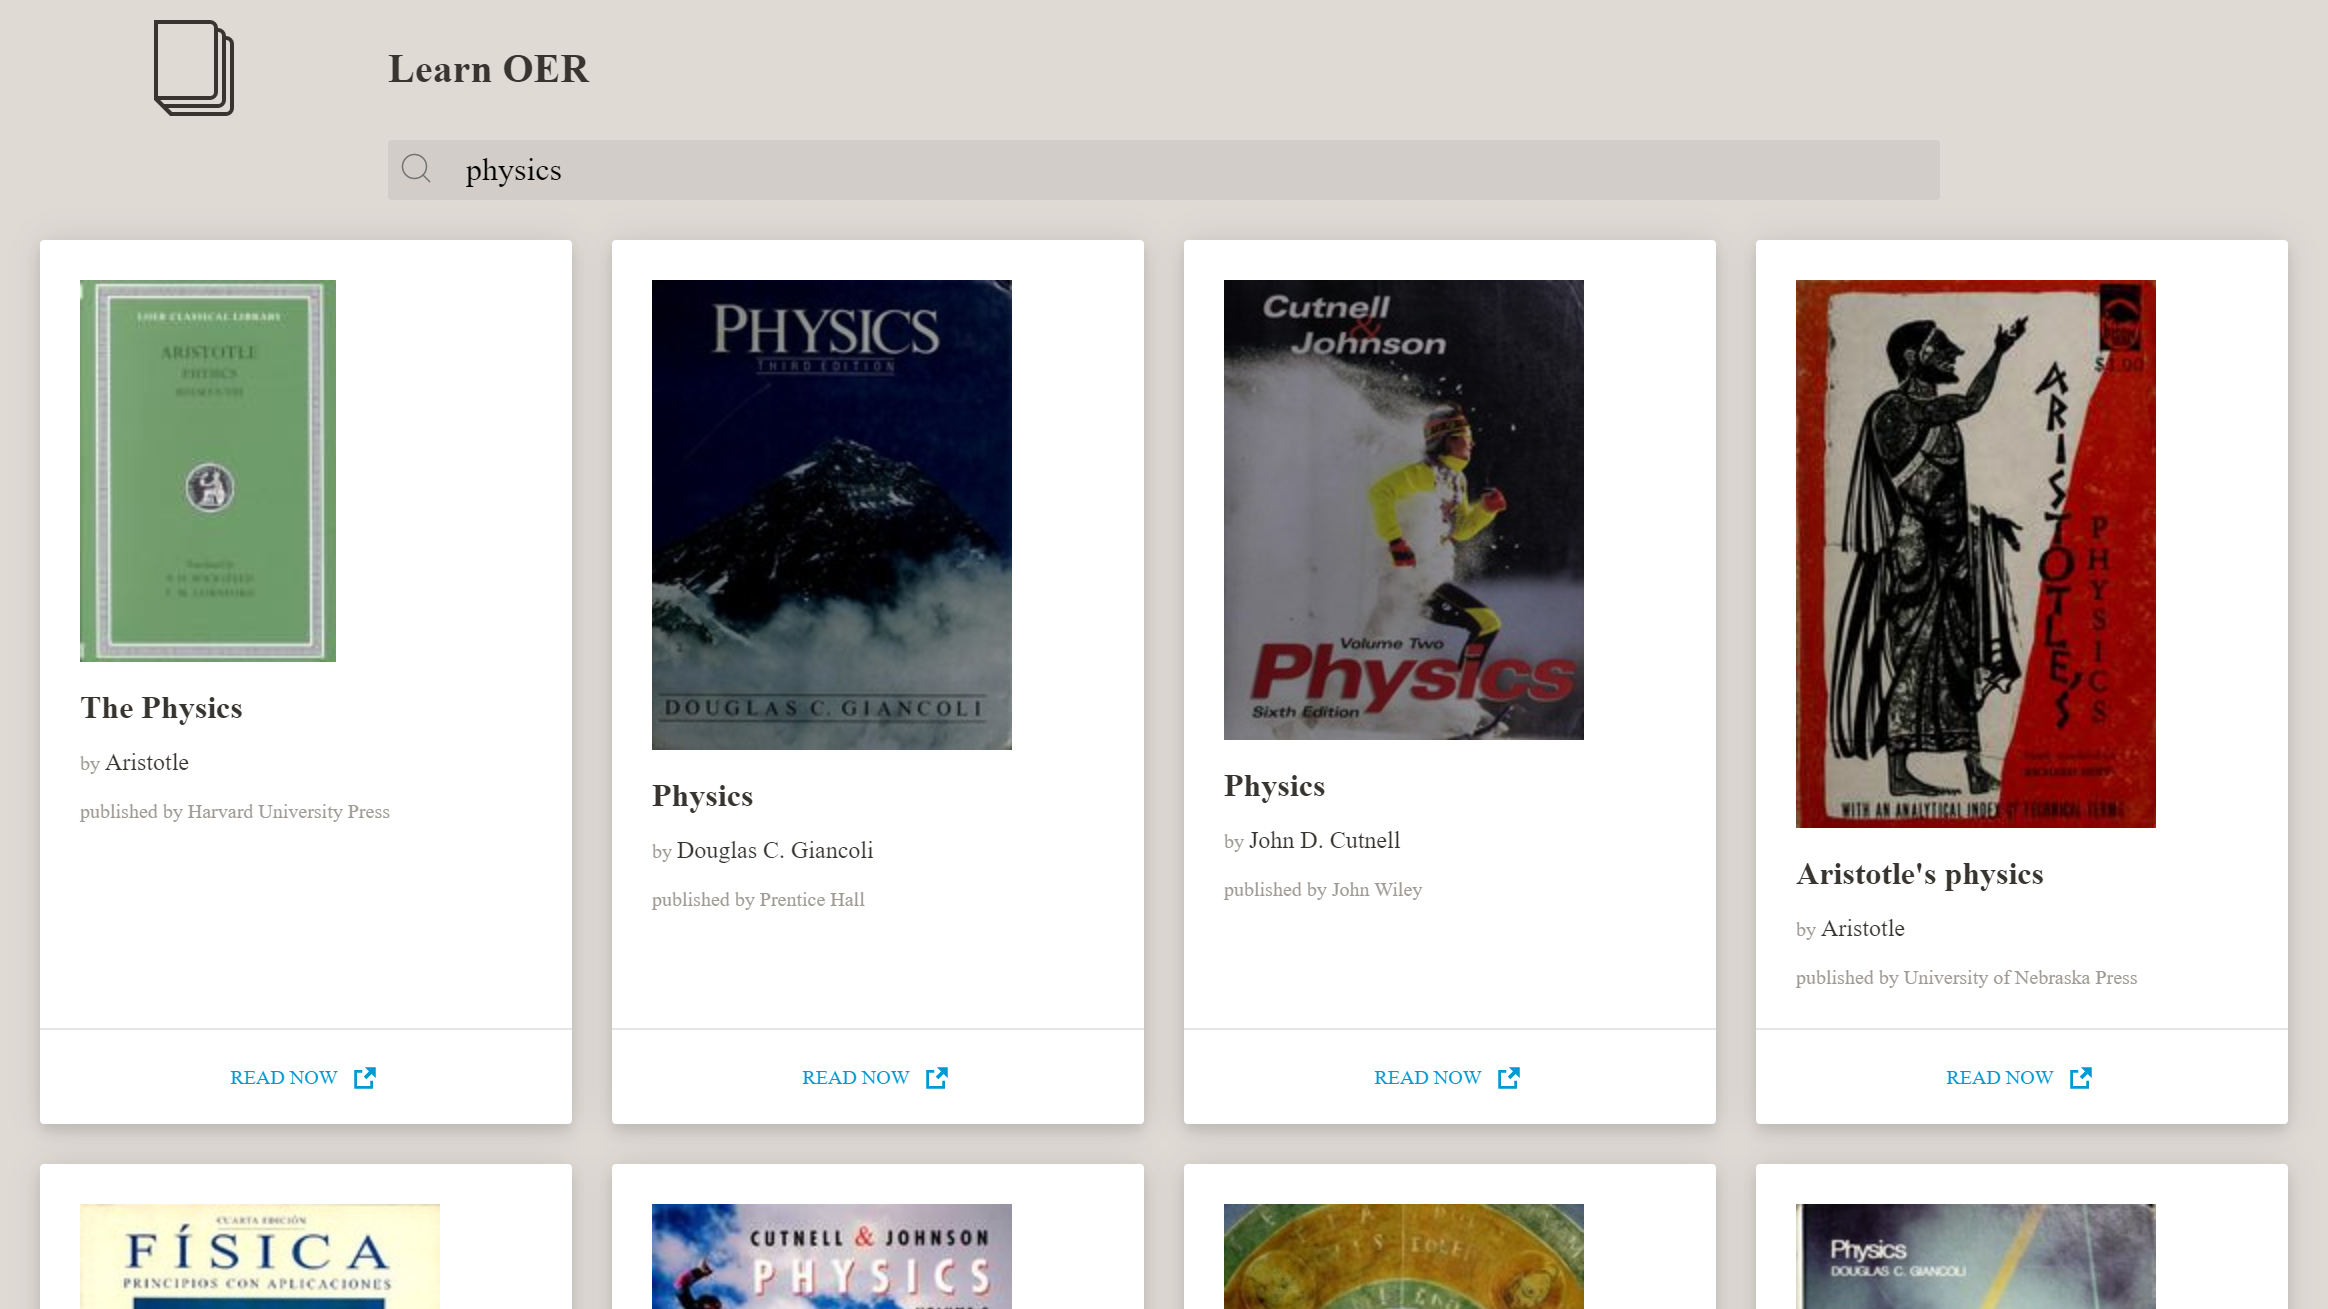 Learn OER
physics
LOEB CLASSICAL LIBRARY
ARISTOTLE
PHYSICS
The Physics
by Aristotle
published by Harvard University Press
READ NOW
PHYSICS
THIRD EDITION
DOUGLAS C. GIANCOLI
Physics
by Douglas C. Giancoli
published by Prentice Hall
READ NOW
Cutnell
&
Johnson
Volume Two
Physics
Sixth Edition
Physics
by John D. Cutnell
published by John Wiley
READ NOW
$1.00
ARISTOTLE'S
PHYSICS
WITH AN ANALYTICAL INDEX OF TECHNICAL TERMS
Aristotle's physics
by Aristotle
published by University of Nebraska Press
READ NOW
CUARTA EDICIÓN
FÍSICA
PRINCIPIOS CON APLICACIONES
CUTNELL & JOHNSON
PHYSICS
Physics
DOUGLAS C. GIANCOLI